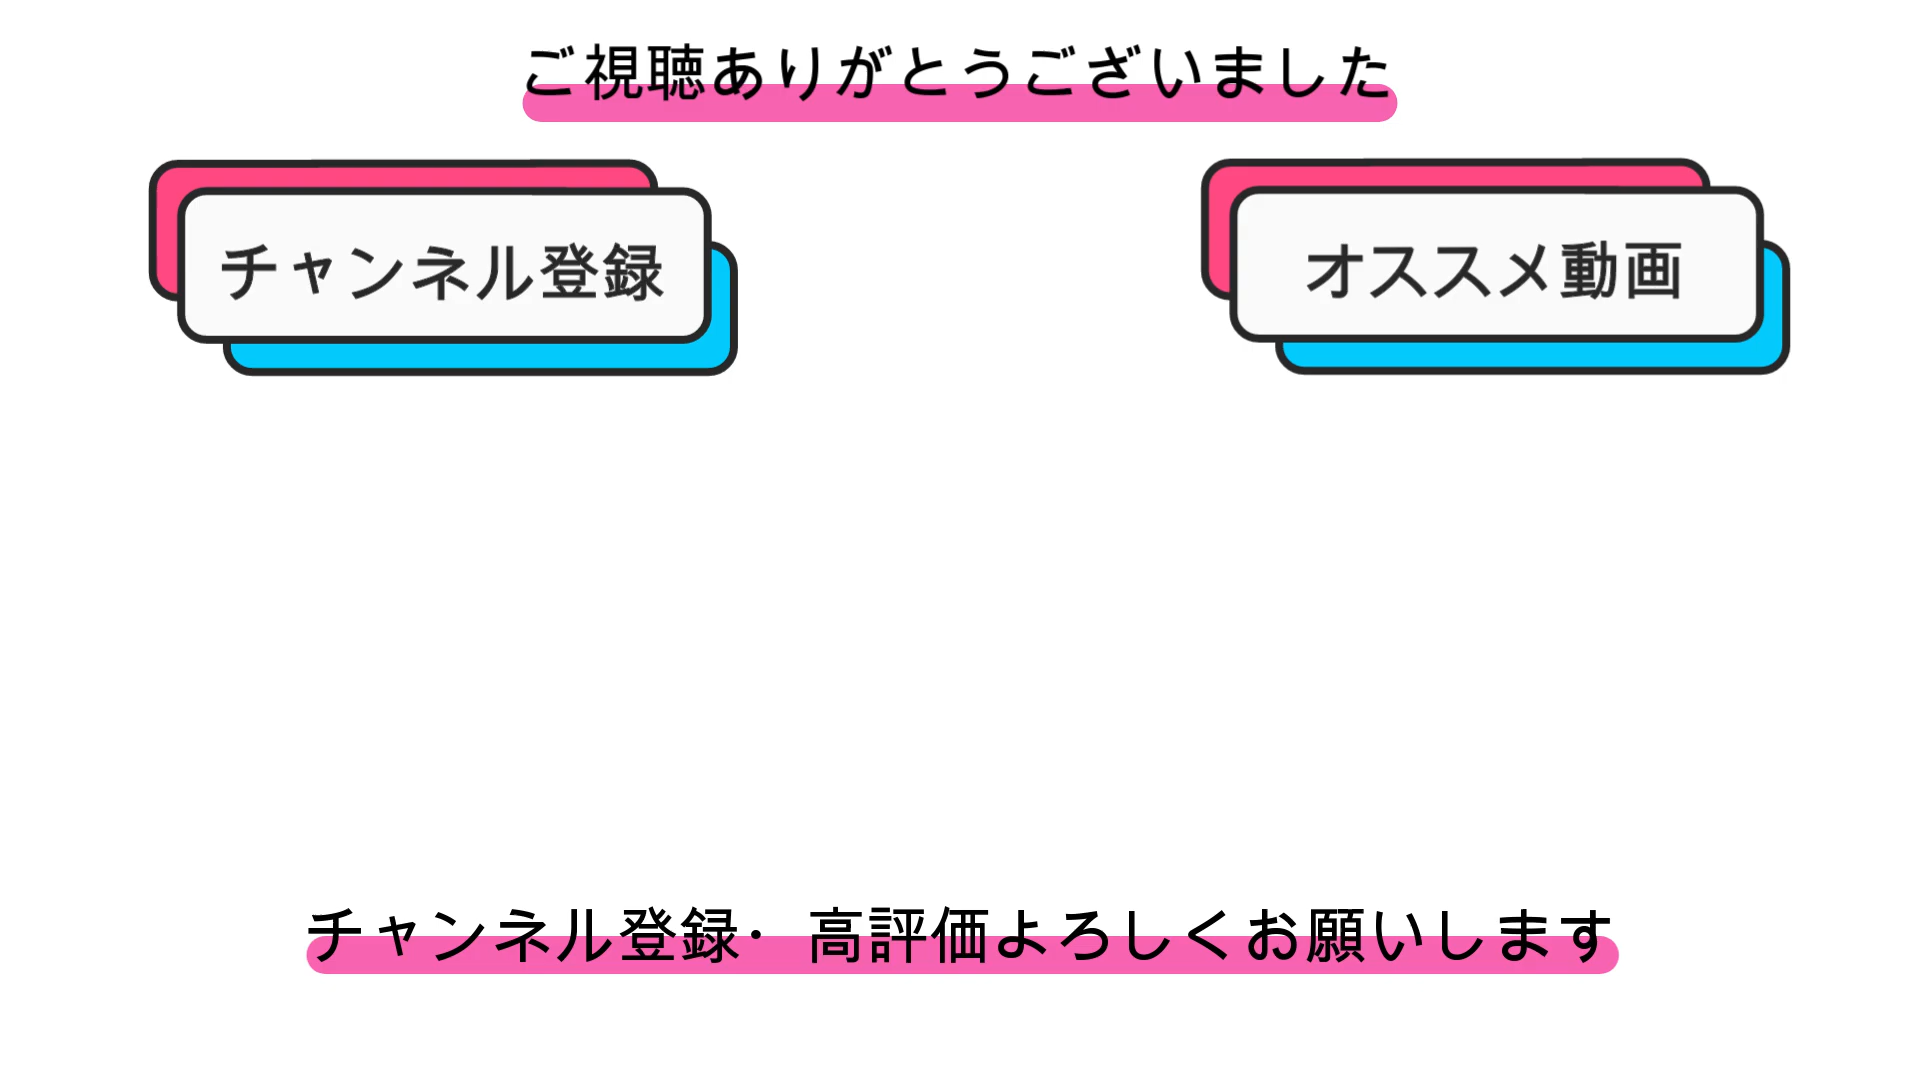 ご視聴ありがとうございました
チャンネル登録
オススメ動画
チャンネル登録・高評価よろしくお願いします